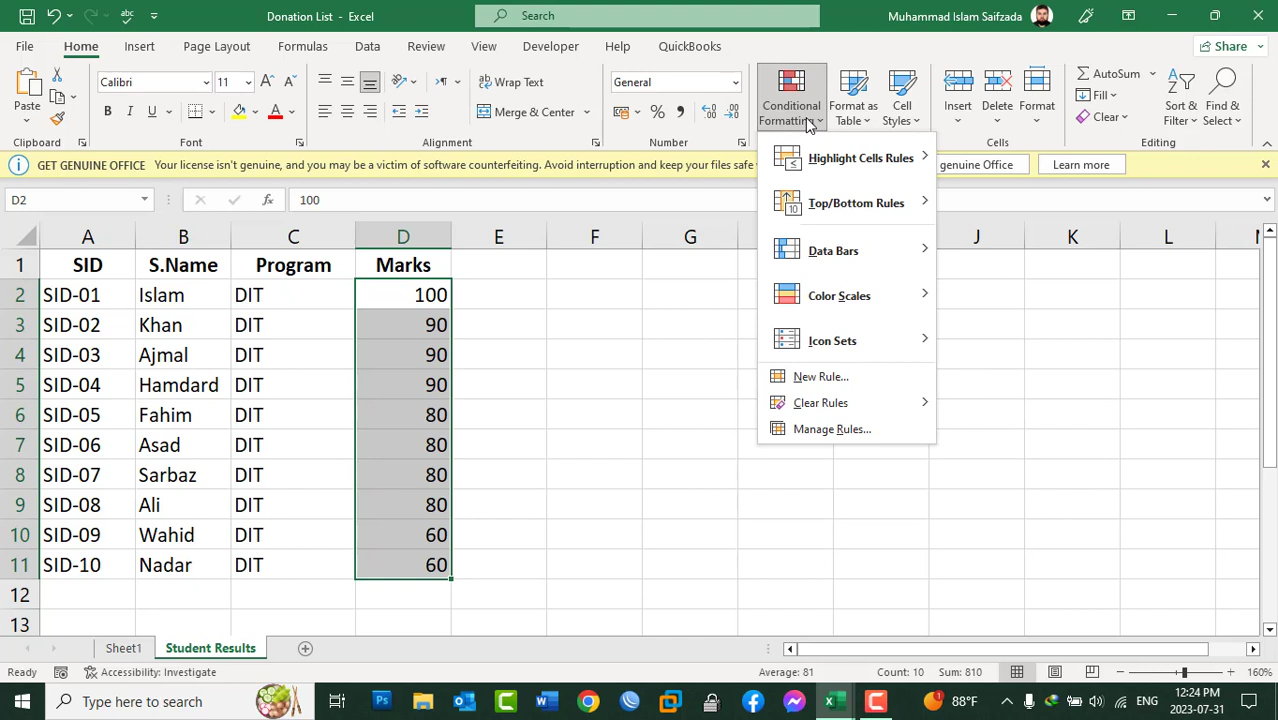 Donation List - Excel
Search
Muhammad Islam Saifzada
File Home Insert Page Layout Formulas Data Review View Developer Help QuickBooks Share
Paste
Calibri 11
Wrap Text
General
Merge & Center
Conditional Formatting
Format as Table
Cell Styles
Insert Delete Format
AutoSum
Fill
Clear
Sort & Filter
Find & Select
Clipboard Font Alignment Number Cells Editing
GET GENUINE OFFICE Your license isn't genuine, and you may be a victim of software counterfeiting. Avoid interruption and keep your files safe genuine Office Learn more
Highlight Cells Rules
Top/Bottom Rules
Data Bars
Color Scales
Icon Sets
New Rule...
Clear Rules
Manage Rules...
D2 fx 100
A B C D E F G J K L
1 SID S.Name Program Marks
2 SID-01 Islam DIT 100
3 SID-02 Khan DIT 90
4 SID-03 Ajmal DIT 90
5 SID-04 Hamdard DIT 90
6 SID-05 Fahim DIT 80
7 SID-06 Asad DIT 80
8 SID-07 Sarbaz DIT 80
9 SID-08 Ali DIT 80
10 SID-09 Wahid DIT 60
11 SID-10 Nadar DIT 60
12
13
Sheet1 Student Results
Ready Accessibility: Investigate Average: 81 Count: 10 Sum: 810 160%
Type here to search 88°F ENG 12:24 PM
2023-07-31